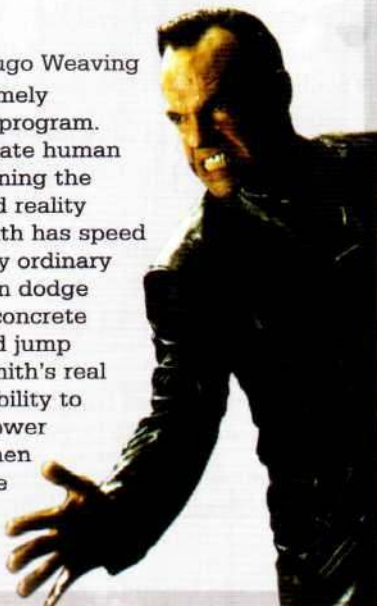 ugo Weaving
mely
program.
ate human
ning the
d reality
th has speed
y ordinary
n dodge
concrete
d jump
nith's real
bility to
ower
nen
e